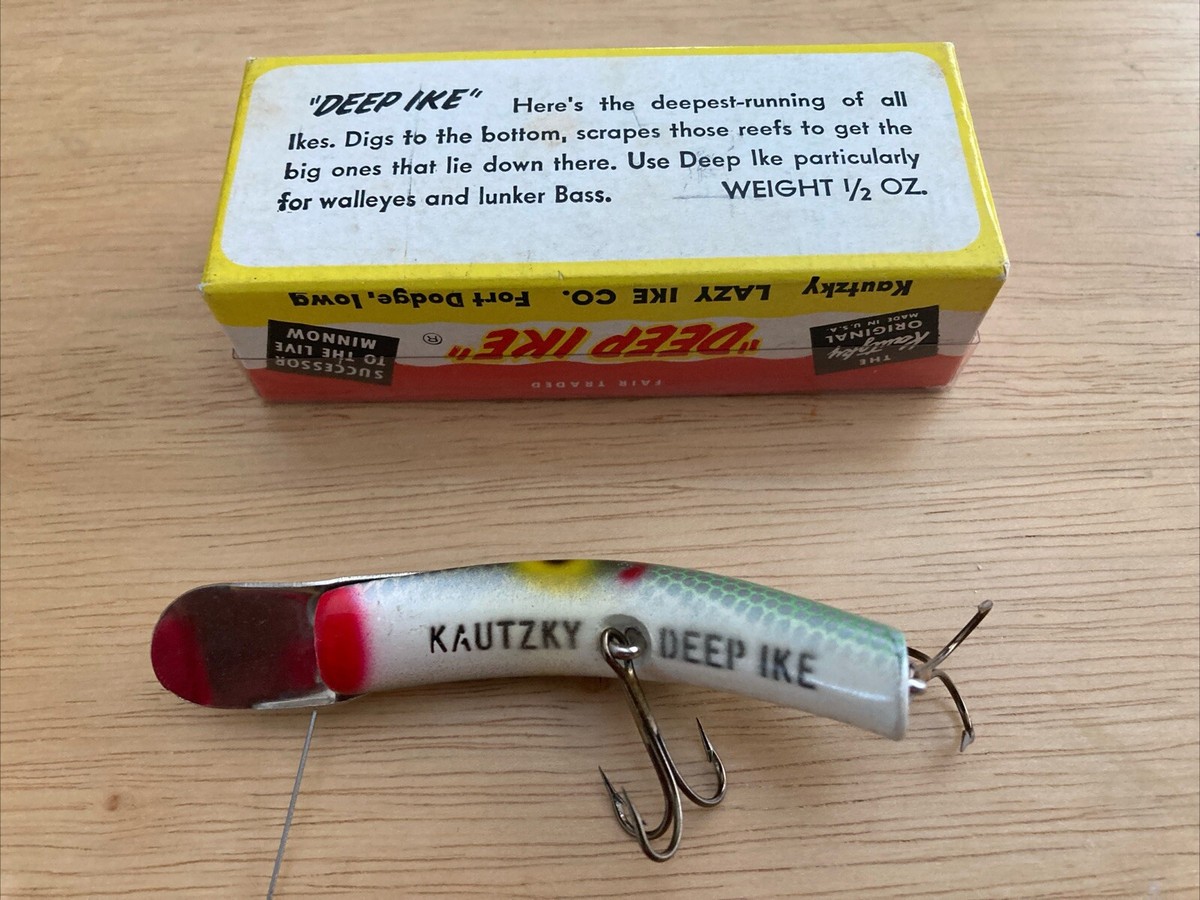 "DEEP IKE" Here's the deepest-running of all
Ikes. Digs to the bottom, scrapes those reefs to get the
big ones that lie down there. Use Deep Ike particularly
for walleyes and lunker Bass. WEIGHT 1/2 OZ.
Kautzky LAZY IKE CO. Fort Dodge, Iowa
THE
Kautzky
ORIGINAL
MADE IN U.S.A.
"DEEP IKE" ®
SUCCESSOR
TO THE LIVE
MINNOW
FAIR TRADED
KAUTZKY DEEP IKE